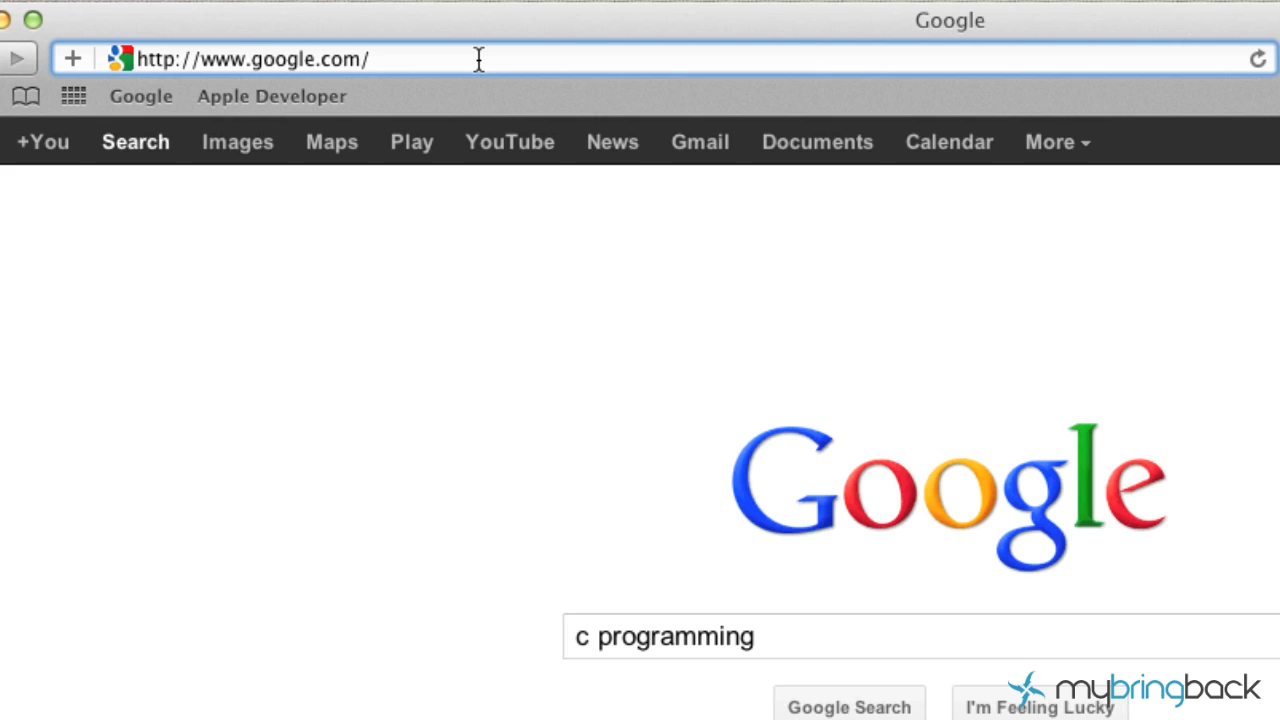 Google
http://www.google.com/
Google Apple Developer
+You Search Images Maps Play YouTube News Gmail Documents Calendar More
Google
c programming
Google Search I'm Feeling Lucky
mybringback